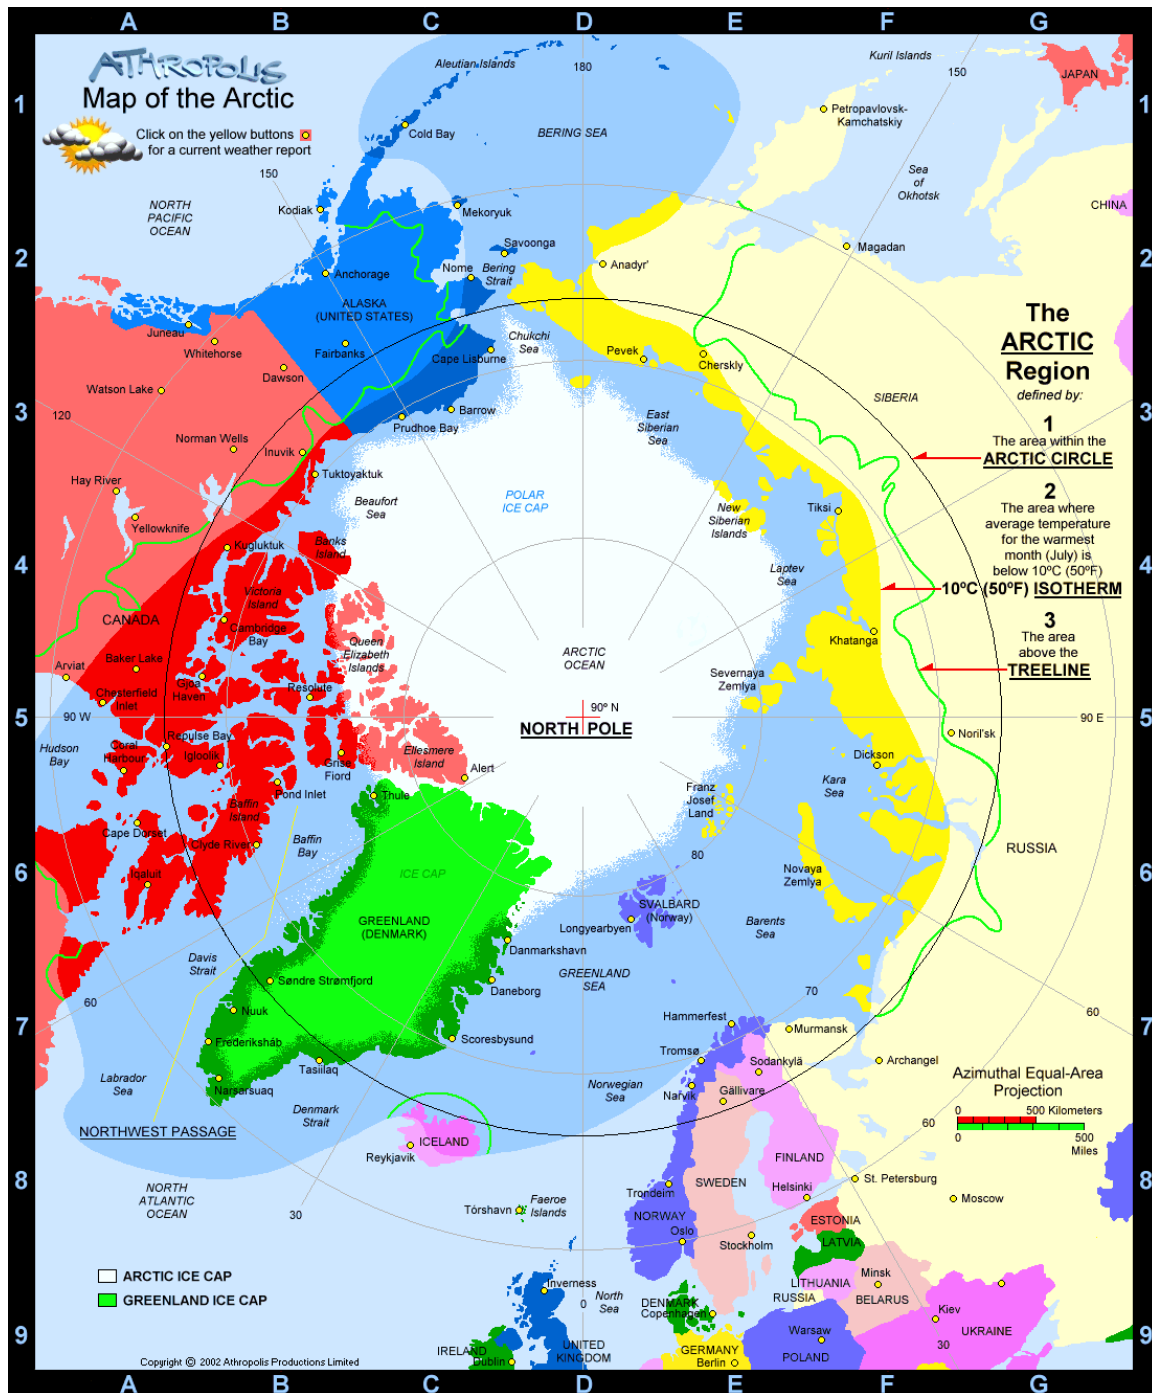 A B C D E F G
ATHROPOLIS
Map of the Arctic
Click on the yellow buttons
for a current weather report
1
2
3
4
5
6
7
8
9
1
2
3
4
5
6
7
8
9
Aleutian Islands
180
Kuril Islands
150
JAPAN
Cold Bay
BERING SEA
Petropavlovsk-
Kamchatskiy
Sea
of
Okhotsk
CHINA
150
NORTH
PACIFIC
OCEAN
Kodiak
Mekoryuk
Savoonga
Magadan
Anchorage
Nome
Bering
Strait
Anadyr'
ALASKA
(UNITED STATES)
Juneau
Whitehorse
Fairbanks
Cape Lisburne
Chukchi
Sea
Pevek
Cherskly
Dawson
Watson Lake
120
Barrow
Prudhoe Bay
East
Siberian
Sea
SIBERIA
Norman Wells
Inuvik
Tuktoyaktuk
Hay River
Yellowknife
Beaufort
Sea
POLAR
ICE CAP
New
Siberian
Islands
Tiksi
Kugluktuk
Banks
Island
Laptev
Sea
Victoria
Island
Cambridge
Bay
CANADA
Queen
Elizabeth
Islands
ARCTIC
OCEAN
Khatanga
Arviat
Baker Lake
Gjoa
Haven
Resolute
Severnaya
Zemlya
Chesterfield
Inlet
90 W
90º N
NORTH POLE
90 E
Noril'sk
Hudson
Bay
Coral
Harbour
Repulse Bay
Igloolik
Grise
Fiord
Ellesmere
Island
Alert
Dickson
Kara
Sea
Pond Inlet
Thule
Franz
Josef
Land
Baffin
Island
Cape Dorset
Clyde River
Baffin
Bay
80
RUSSIA
Iqaluit
ICE CAP
Novaya
Zemlya
GREENLAND
(DENMARK)
SVALBARD
(Norway)
Longyearbyen
Barents
Sea
Danmarkshavn
Davis
Strait
Søndre Strømfjord
GREENLAND
SEA
Daneborg
60
70
Nuuk
Hammerfest
Murmansk
60
Frederikshåb
Scoresbysund
Tromsø
Sodankylä
Archangel
Tasiilaq
Labrador
Sea
Narsarsuaq
Norwegian
Sea
Narvik
Gällivare
Denmark
Strait
NORTHWEST PASSAGE
ICELAND
Reykjavik
FINLAND
60
NORTH
ATLANTIC
OCEAN
30
Tórshavn
Faeroe
Islands
Trondeim
SWEDEN
Helsinki
St. Petersburg
Moscow
NORWAY
Oslo
Stockholm
ESTONIA
LATVIA
LITHUANIA
RUSSIA
Minsk
BELARUS
Inverness
0
North
Sea
DENMARK
Copenhagen
Kiev
UKRAINE
IRELAND
Dublin
UNITED
KINGDOM
GERMANY
Berlin
Warsaw
POLAND
30
The
ARCTIC
Region
defined by:
1
The area within the
ARCTIC CIRCLE
2
The area where
average temperature
for the warmest
month (July) is
below 10ºC (50ºF)
10ºC (50ºF) ISOTHERM
3
The area
above the
TREELINE
Azimuthal Equal-Area
Projection
0 500 Kilometers
0 500
Miles
ARCTIC ICE CAP
GREENLAND ICE CAP
Copyright © 2002 Athropolis Productions Limited
A B C D E F G